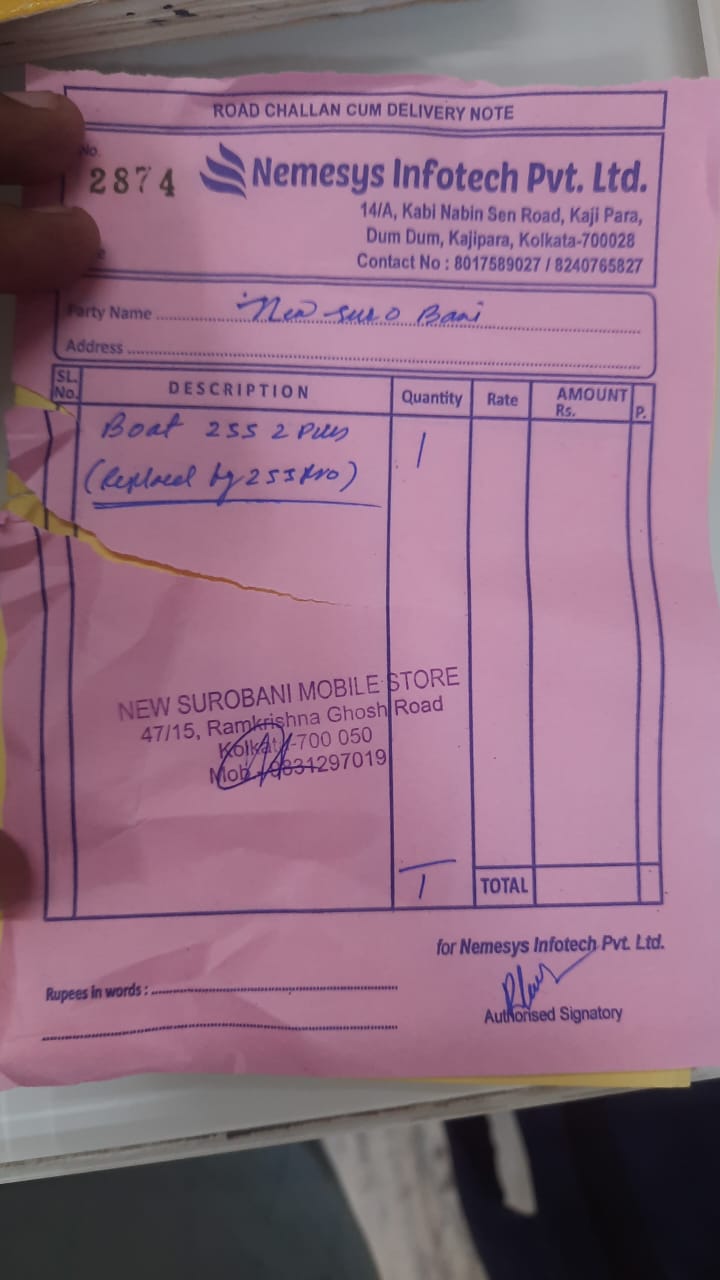 ROAD CHALLAN CUM DELIVERY NOTE
No.
2874
Nemesys Infotech Pvt. Ltd.
14/A, Kabi Nabin Sen Road, Kaji Para,
Dum Dum, Kajipara, Kolkata-700028
Contact No : 8017589027 / 8240765827
Party Name New Suro Bani
Address
SL. No. DESCRIPTION Quantity Rate AMOUNT Rs. P.
Boat 255 2 1
(Replaced by 255 Pro)
NEW SUROBANI MOBILE STORE
47/15, Ramkrishna Ghosh Road
Kolkata-700 050
Mob.-9831297019
1 TOTAL
for Nemesys Infotech Pvt. Ltd.
Rupees in words :
Authorised Signatory